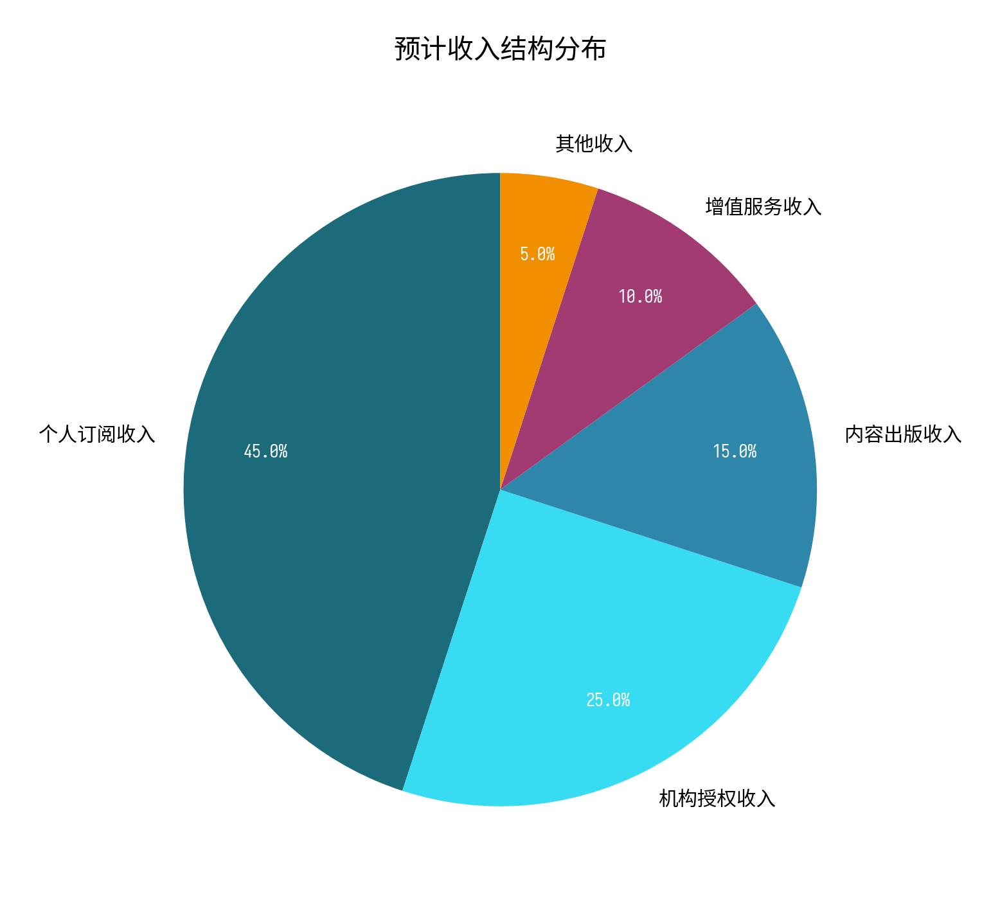 预计收入结构分布
其他收入
增值服务收入
5.0%
10.0%
个人订阅收入
45.0%
15.0%
内容出版收入
25.0%
机构授权收入